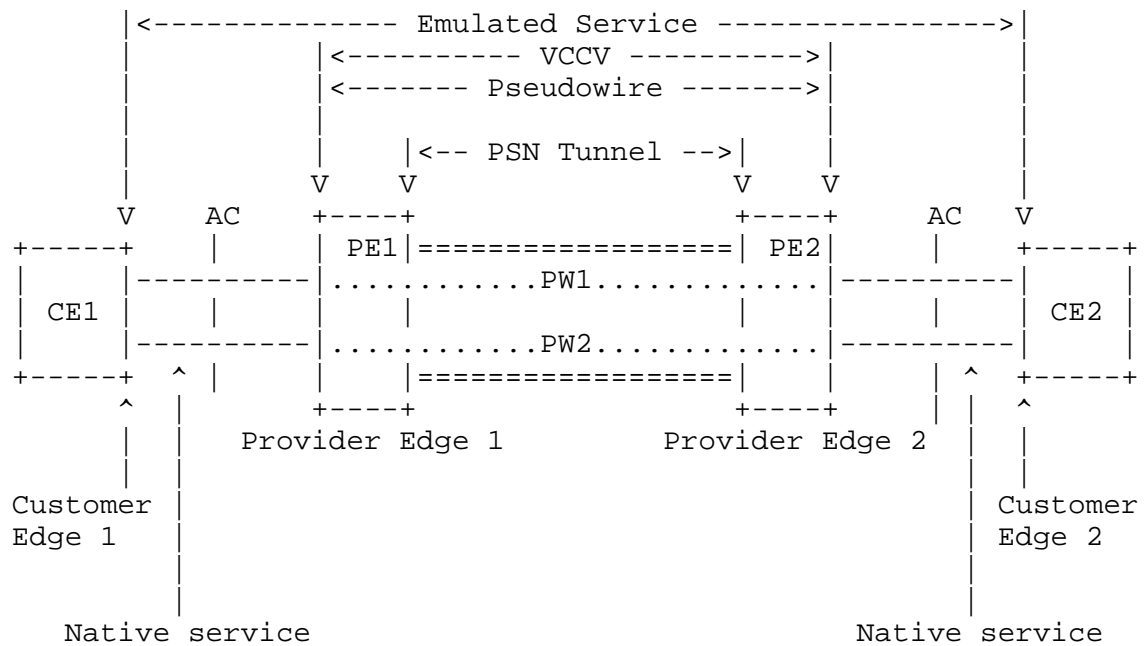 |<-------------- Emulated Service ---------------->|
|<---------- VCCV ---------->|
|<------- Pseudowire ------->|
|<-- PSN Tunnel -->|
V V V V
V AC +----+ +----+ AC V
+-----+ | | PE1|==================| PE2| | +-----+
| |----------|............PW1.............|----------| |
| CE1 | | | | | | | | CE2 |
| |----------|............PW2.............|----------| |
+-----+ ^ | | |==================| | | ^ +-----+
^ | +----+ +----+ | | ^
| | Provider Edge 1 Provider Edge 2 | |
Customer | | Customer
Edge 1 | | Edge 2
Native service Native service